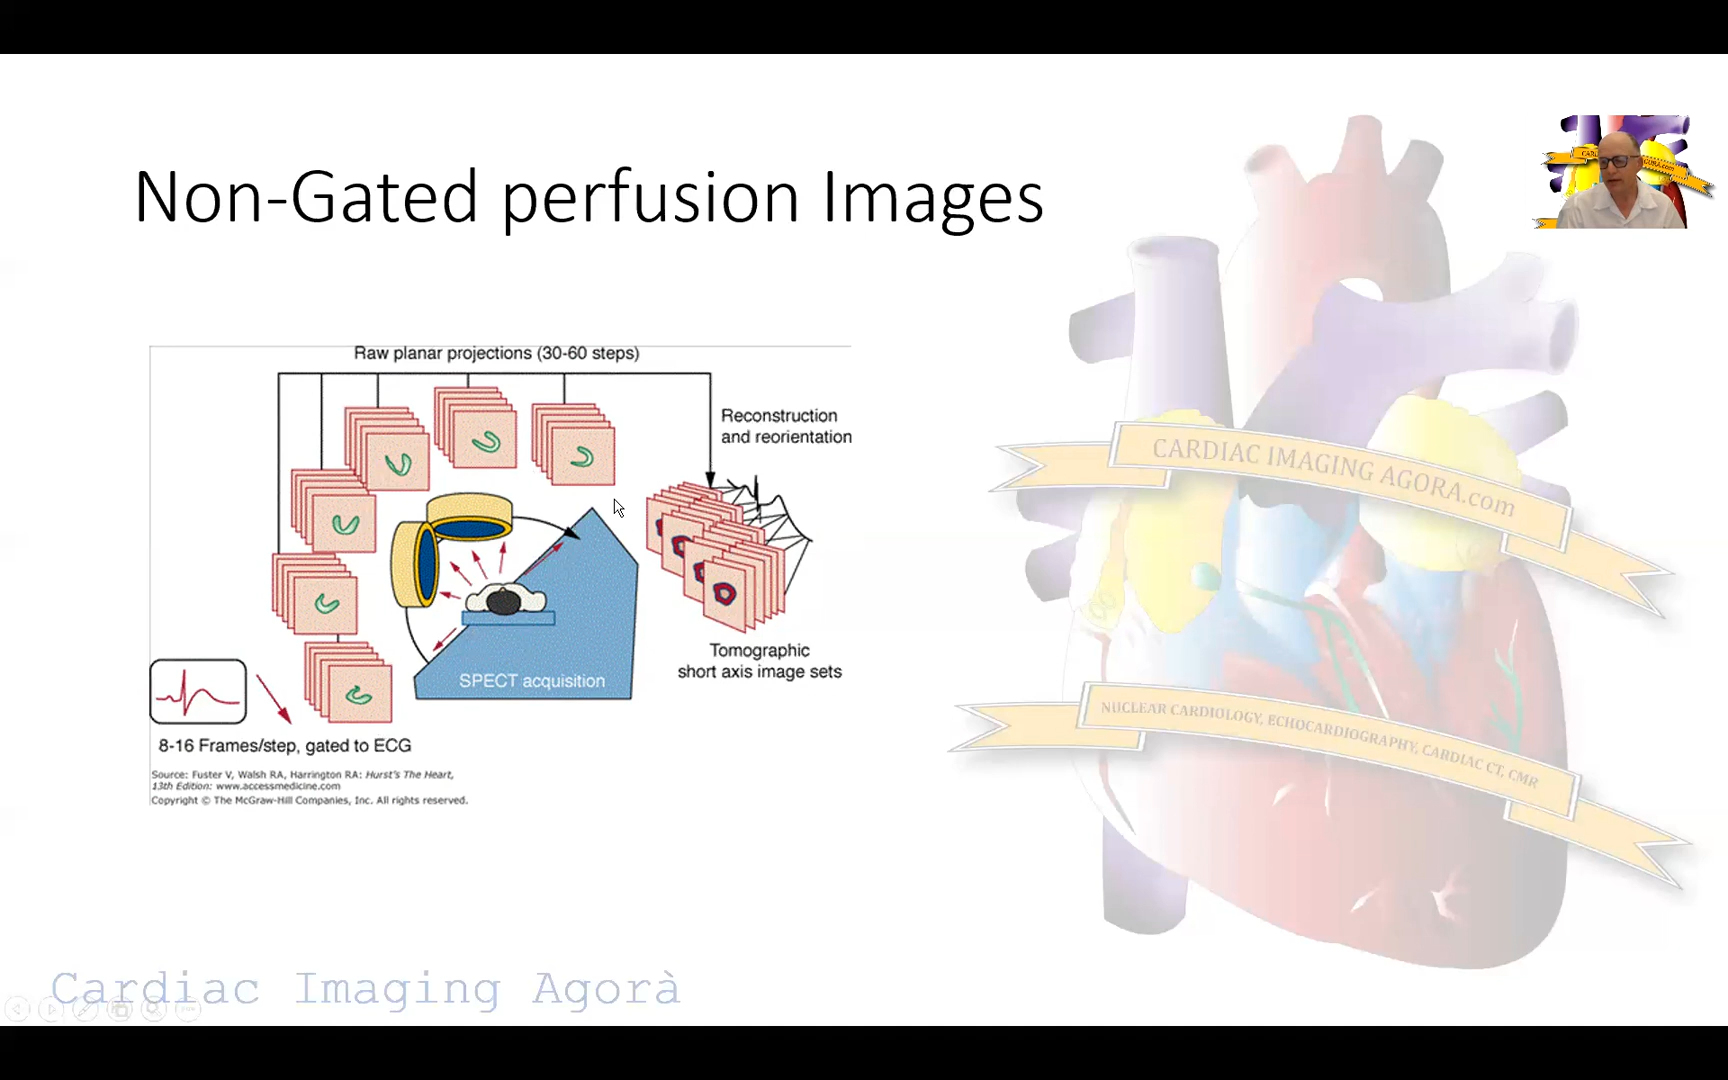 Non-Gated perfusion Images
Raw planar projections (30-60 steps)
Reconstruction
and reorientation
SPECT acquisition
Tomographic
short axis image sets
8-16 Frames/step, gated to ECG
Source: Fuster V, Walsh RA, Harrington RA: Hurst's The Heart,
13th Edition: www.accessmedicine.com
Copyright © The McGraw-Hill Companies, Inc. All rights reserved.
CARDIAC IMAGING AGORA.com
NUCLEAR CARDIOLOGY, ECHOCARDIOGRAPHY, CARDIAC CT, CMR
Cardiac Imaging Agorà